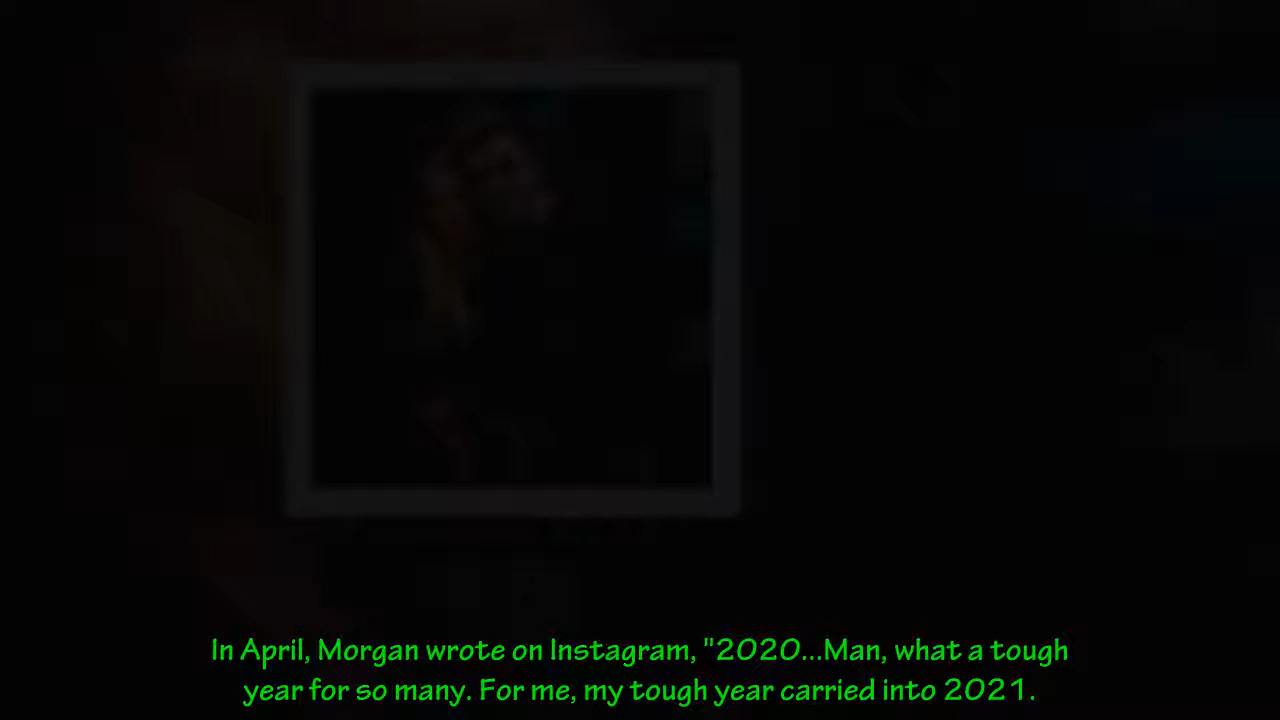 In April, Morgan wrote on Instagram, "2020...Man, what a tough
year for so many. For me, my tough year carried into 2021.